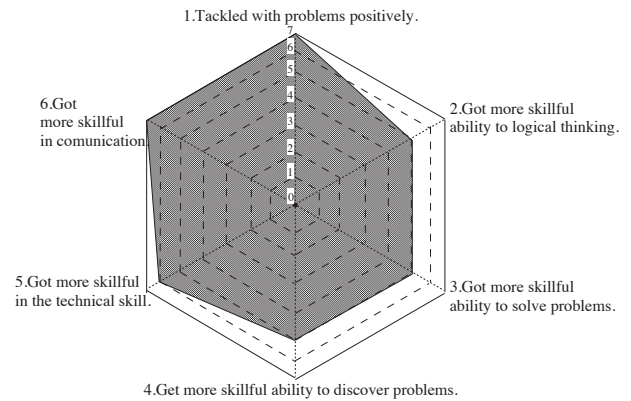 1.Tackled with problems positively.
7
6
5
4
3
2
1
0
2.Got more skillful
ability to logical thinking.
3.Got more skillful
ability to solve problems.
4.Get more skillful ability to discover problems.
5.Got more skillful
in the technical skill.
6.Got
more skillful
in comunication